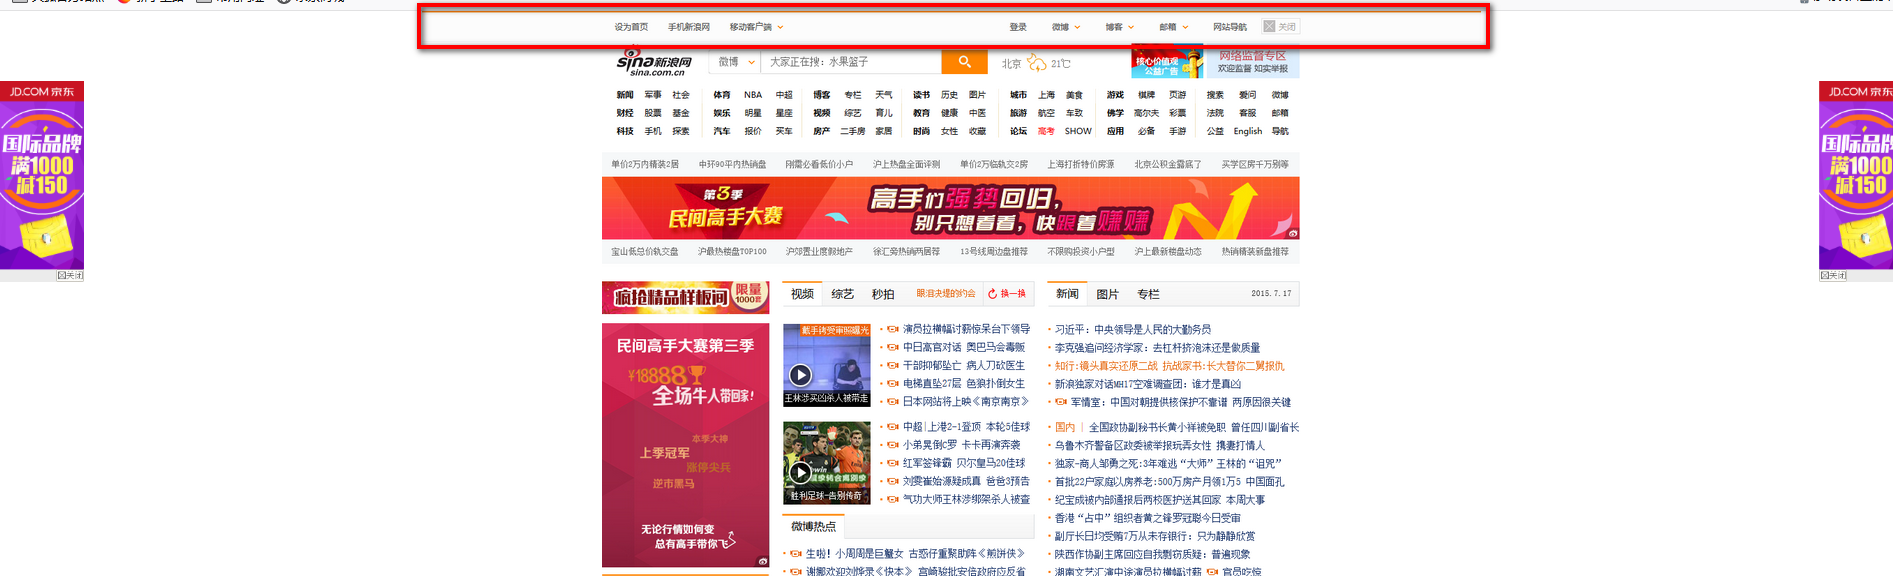 设为首页 手机新浪网 移动客户端 登录 微博 博客 邮箱 网站导航 关闭
sina新浪网
sina.com.cn
微博 大家正在搜：水果篮子 北京 21℃
核心价值观
公益广告
网络监督专区
欢迎监督 如实举报
新闻 军事 社会 体育 NBA 中超 博客 专栏 天气 读书 历史 图片 城市 上海 美食 游戏 棋牌 页游 搜索 爱问 微博
财经 股票 基金 娱乐 明星 星座 视频 综艺 育儿 教育 健康 中医 旅游 航空 车致 佛学 高尔夫 彩票 法院 客服 邮箱
科技 手机 探索 汽车 报价 买车 房产 二手房 家居 时尚 女性 收藏 论坛 高考 SHOW 应用 必备 手游 公益 English 导航
单价2万内精装2居 中环90平内热销盘 刚需必看低价小户 沪上热盘全面评测 单价2万临轨交2房 上海打折特价房源 北京公积金露底了 买学区房千万别等
第3季
民间高手大赛
高手们强势回归，
别只想看看，快跟着赚赚
宝山低总价轨交盘 沪最热楼盘TOP100 沪郊置业度假地产 徐汇旁热销两居荐 13号线周边盘推荐 不限购投资小户型 沪上最新楼盘动态 热销精装新盘推荐
JD.COM 京东
国际品牌
满1000
减150
关闭
JD.COM 京东
国际品牌
满1000
减150
关闭
疯抢精品样板间 限量
1000套
民间高手大赛第三季
¥18888
全场牛人带回家!
本季大神
上季冠军
涨停尖兵
逆市黑马
无论行情如何变
总有高手带你飞
视频 综艺 秒拍 眼泪决堤的约会 换一换
戴手铐受审照曝光
王林涉买凶杀人被带走
演员拉横幅讨薪惊呆台下领导
中日高官对话 奥巴马会毒贩
干部抑郁坠亡 病人刀砍医生
电梯直坠27层 色狼扑倒女生
日本网站将上映《南京南京》
胜利足球-告别传奇
中超|上港2-1登顶 本轮5佳球
小弟晃倒C罗 卡卡再演奔袭
红军签锋霸 贝尔皇马20佳球
刘雯崔始源疑成真 爸爸3预告
气功大师王林涉绑架杀人被查
微博热点
生啦！小周周是巨蟹女 古惑仔重聚助阵《煎饼侠》
谢娜欢迎刘烨录《快本》 宫崎骏批安倍政府应反省
新闻 图片 专栏 2015.7.17
习近平：中央领导是人民的大勤务员
李克强追问经济学家：去杠杆挤泡沫还是做质量
知行:镜头真实还原二战 抗战家书:长大替你二舅报仇
新浪独家对话MH17空难调查团：谁才是真凶
军情室：中国对朝提供核保护不靠谱 两原因很关键
国内 | 全国政协副秘书长黄小祥被免职 曾任四川副省长
乌鲁木齐警备区政委被举报玩弄女性 携妻打情人
独家-商人邹勇之死:3年难逃“大师”王林的“诅咒”
首批22户家庭以房养老:500万房产月领1万5 中国面孔
纪宝成被内部通报后两校医护送其回家 本周大事
香港“占中”组织者黄之锋罗冠聪今日受审
副厅长日均受贿7万从未存银行：只为静静欣赏
陕西作协副主席回应自我剽窃质疑：普遍现象
湖南文艺汇演中途演员拉横幅讨薪 官员吃惊